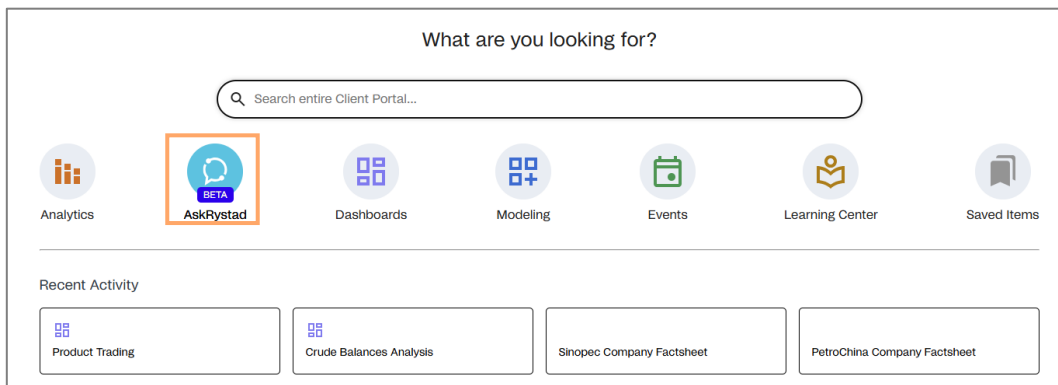 What are you looking for?
Search entire Client Portal...
BETA
Analytics
AskRystad
Dashboards
Modeling
Events
Learning Center
Saved Items
Recent Activity
Product Trading
Crude Balances Analysis
Sinopec Company Factsheet
PetroChina Company Factsheet